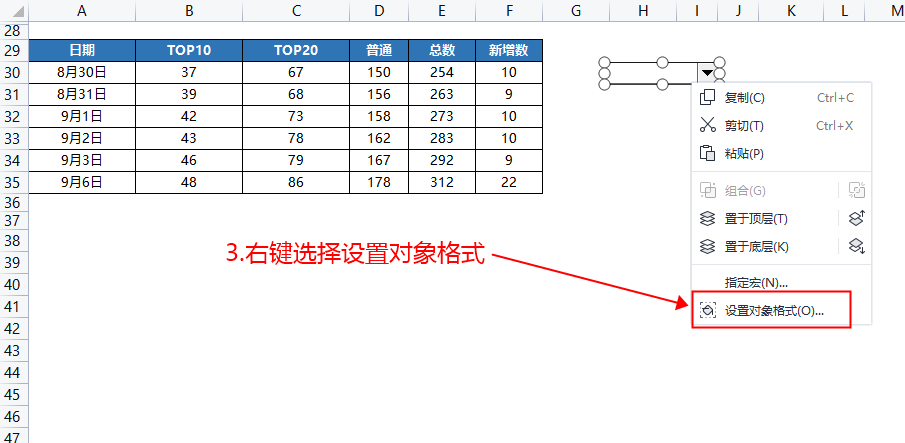 A B C D E F G H I J K L M
28
29 日期 TOP10 TOP20 普通 总数 新增数
30 8月30日 37 67 150 254 10
31 8月31日 39 68 156 263 9
32 9月1日 42 73 158 273 10
33 9月2日 43 78 162 283 10
34 9月3日 46 79 167 292 9
35 9月6日 48 86 178 312 22
36
37
38
39
40
41
42
43
44
45
46
47
复制(C) Ctrl+C
剪切(T) Ctrl+X
粘贴(P)
组合(G)
置于顶层(T)
置于底层(K)
指定宏(N)...
设置对象格式(O)...
3.右键选择设置对象格式